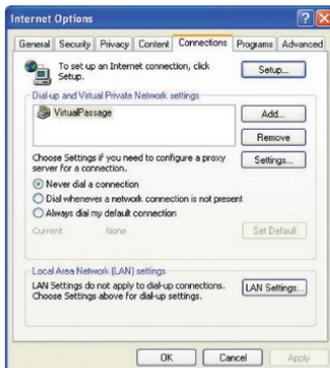 Internet Options
General Security Privacy Content Connections Programs Advanced
To set up an Internet connection, click
Setup.
Setup...
Dial-up and Virtual Private Network settings
VirtualPassage
Add...
Remove
Choose Settings if you need to configure a proxy
server for a connection.
Settings...
Never dial a connection
Dial whenever a network connection is not present
Always dial my default connection
Current None Set Default
Local Area Network (LAN) settings
LAN Settings do not apply to dial-up connections.
Choose Settings above for dial-up settings.
LAN Settings...
OK Cancel Apply